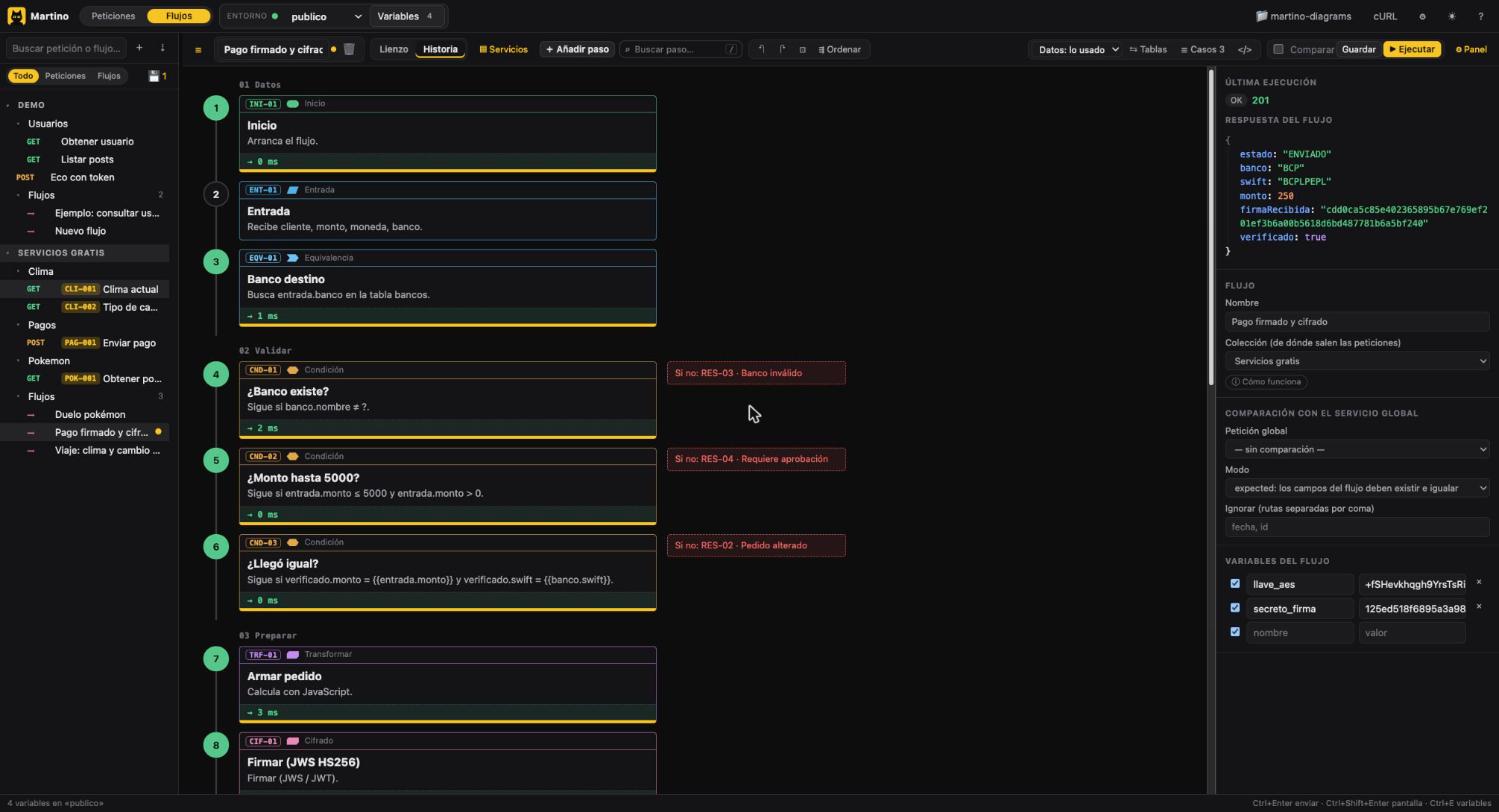 Martino
Peticiones
Flujos
ENTORNO
publico
Variables 4
martino-diagrams
cURL
?
Buscar petición o flujo...
+
Pago firmado y cifrac
Lienzo
Historia
Servicios
+ Añadir paso
Buscar paso...
/
Ordenar
Datos: lo usado
Tablas
Casos 3
</>
Comparar
Guardar
Ejecutar
Panel
Todo
Peticiones
Flujos
1
DEMO
Usuarios
GET Obtener usuario
GET Listar posts
POST Eco con token
Flujos 2
Ejemplo: consultar us...
Nuevo flujo
SERVICIOS GRATIS
Clima
GET CLI-001 Clima actual
GET CLI-002 Tipo de ca...
Pagos
POST PAG-001 Enviar pago
Pokemon
GET POK-001 Obtener po...
Flujos 3
Duelo pokémon
Pago firmado y cifr...
Viaje: clima y cambio ...
01 Datos
1
INI-01 Inicio
Inicio
Arranca el flujo.
→ 0 ms
2
ENT-01 Entrada
Entrada
Recibe cliente, monto, moneda, banco.
3
EQV-01 Equivalencia
Banco destino
Busca entrada.banco en la tabla bancos.
→ 1 ms
02 Validar
4
CND-01 Condición
¿Banco existe?
Sigue si banco.nombre ≠ ?.
→ 2 ms
Si no: RES-03 · Banco inválido
5
CND-02 Condición
¿Monto hasta 5000?
Sigue si entrada.monto ≤ 5000 y entrada.monto > 0.
→ 0 ms
Si no: RES-04 · Requiere aprobación
6
CND-03 Condición
¿Llegó igual?
Sigue si verificado.monto = {{entrada.monto}} y verificado.swift = {{banco.swift}}.
→ 0 ms
Si no: RES-02 · Pedido alterado
03 Preparar
7
TRF-01 Transformar
Armar pedido
Calcula con JavaScript.
→ 3 ms
8
CIF-01 Cifrado
Firmar (JWS HS256)
Firmar (JWS / JWT).
ÚLTIMA EJECUCIÓN
OK 201
RESPUESTA DEL FLUJO
{
estado: "ENVIADO"
banco: "BCP"
swift: "BCPLPEPL"
monto: 250
firmaRecibida: "cdd0ca5c85e402365895b67e769ef2
01ef3b6a00b5618d6bd487781b6a5bf240"
verificado: true
}
FLUJO
Nombre
Pago firmado y cifrado
Colección (de dónde salen las peticiones)
Servicios gratis
Cómo funciona
COMPARACIÓN CON EL SERVICIO GLOBAL
Petición global
— sin comparación —
Modo
expected: los campos del flujo deben existir e igualar
Ignorar (rutas separadas por coma)
fecha, id
VARIABLES DEL FLUJO
llave_aes +fSHevkhqgh9YrsTsRi ×
secreto_firma 125ed518f6895a3a98 ×
nombre valor
4 variables en «publico»
Ctrl+Enter enviar · Ctrl+Shift+Enter pantalla · Ctrl+E variables